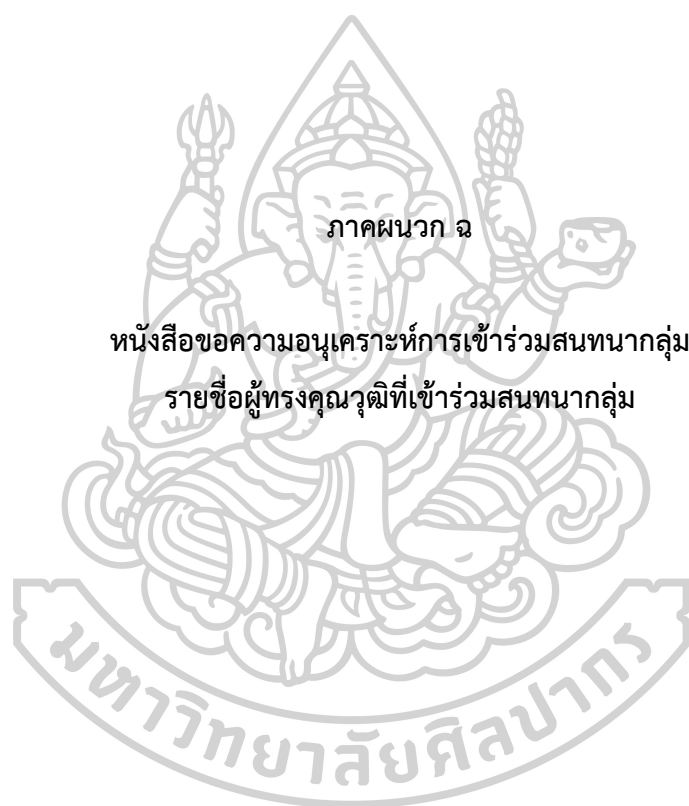 ภาคผนวก ฉ
หนังสือขอความอนุเคราะห์การเข้าร่วมสนทนากลุ่ม
รายชื่อผู้ทรงคุณวุฒิที่เข้าร่วมสนทนากลุ่ม
มหาวิทยาลัยศิลปากร